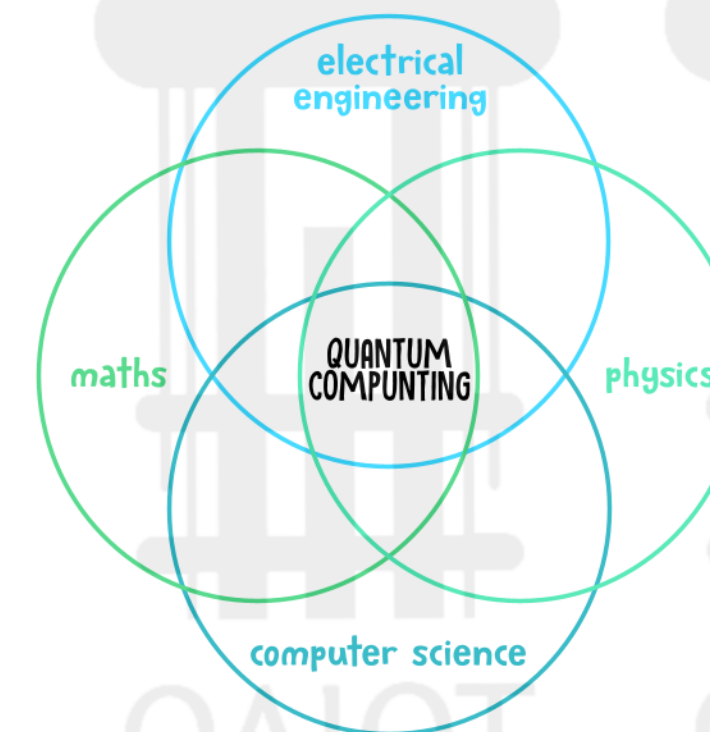 electrical
engineering
maths
QUANTUM
COMPUNTING
physics
computer science